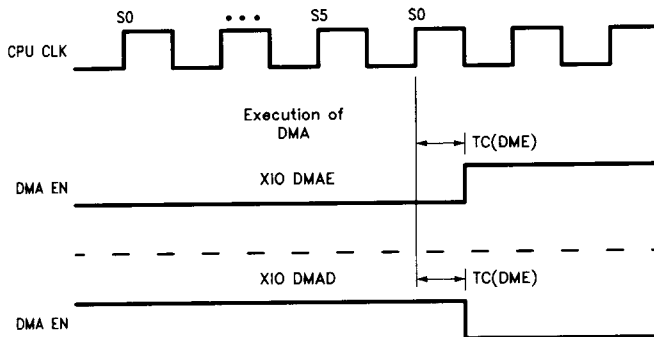 S0 • • • S5 S0
CPU CLK
Execution of
DMA
TC(DME)
XIO DMAE
DMA EN
XIO DMAD
TC(DME)
DMA EN